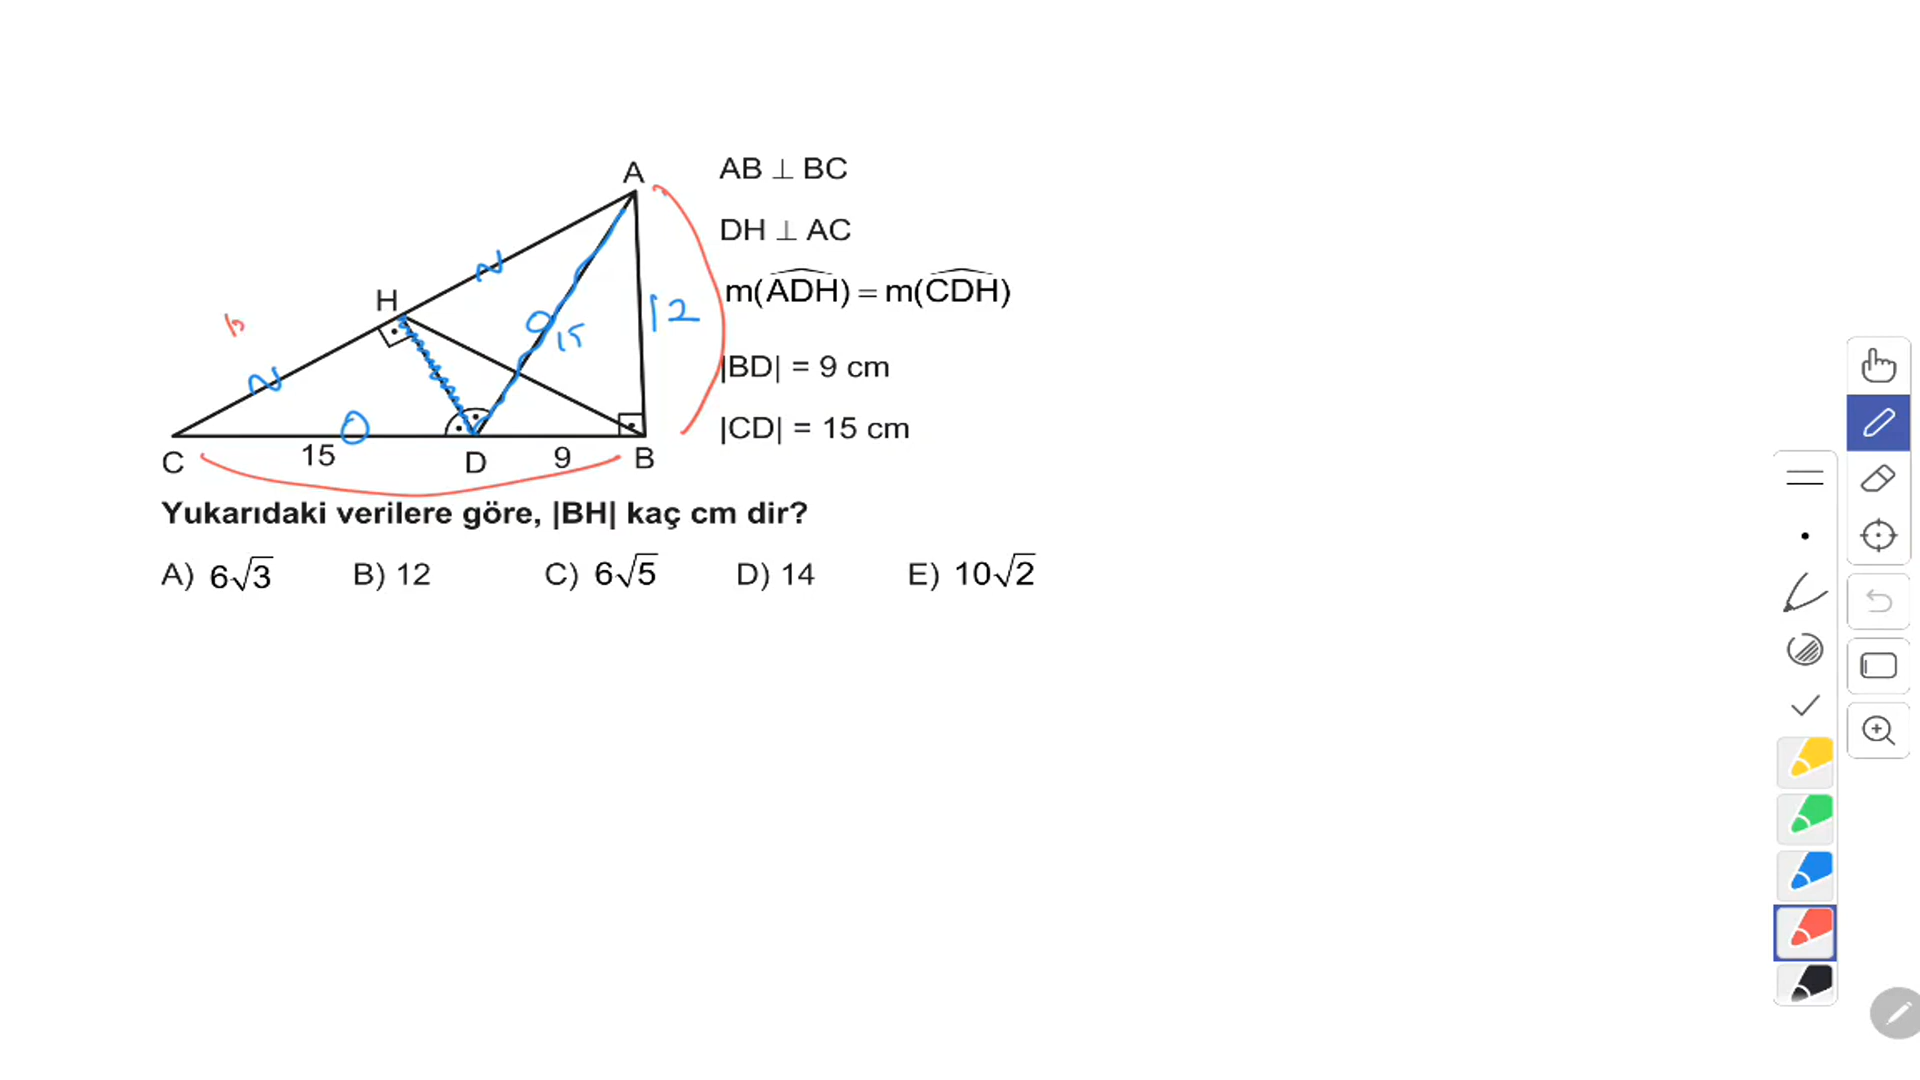 A
AB ⊥ BC
DH ⊥ AC
m(ADH) = m(CDH)
H
12
15
|BD| = 9 cm
|CD| = 15 cm
C
15
D
9
B
Yukarıdaki verilere göre, |BH| kaç cm dir?
A) 6√3 B) 12 C) 6√5 D) 14 E) 10√2